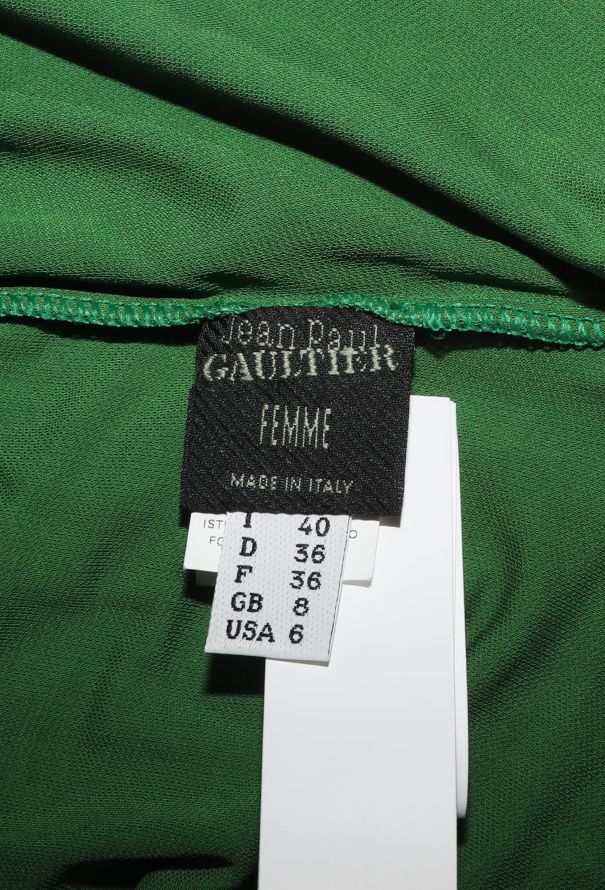 Jean Paul
GAULTIER
FEMME
MADE IN ITALY
I 40
D 36
F 36
GB 8
USA 6